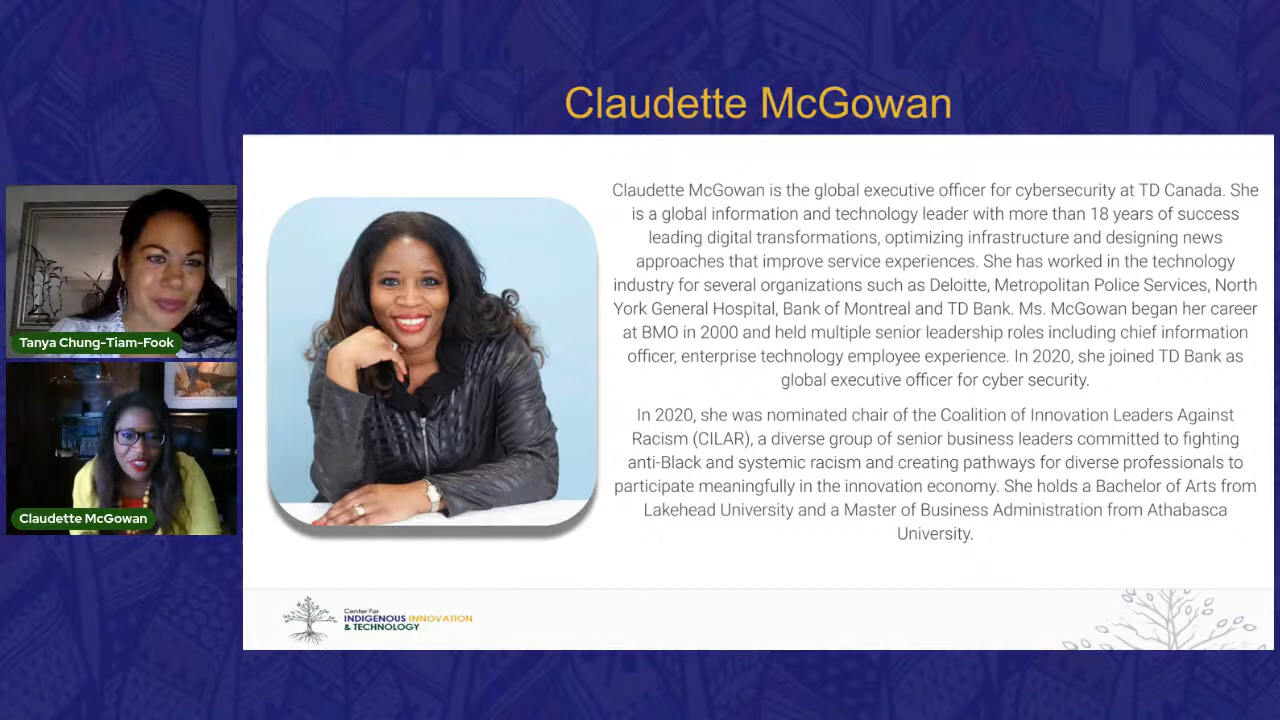 Claudette McGowan
Claudette McGowan is the global executive officer for cybersecurity at TD Canada. She
is a global information and technology leader with more than 18 years of success
leading digital transformations, optimizing infrastructure and designing news
approaches that improve service experiences. She has worked in the technology
industry for several organizations such as Deloitte, Metropolitan Police Services, North
York General Hospital, Bank of Montreal and TD Bank. Ms. McGowan began her career
at BMO in 2000 and held multiple senior leadership roles including chief information
officer, enterprise technology employee experience. In 2020, she joined TD Bank as
global executive officer for cyber security.
In 2020, she was nominated chair of the Coalition of Innovation Leaders Against
Racism (CILAR), a diverse group of senior business leaders committed to fighting
anti-Black and systemic racism and creating pathways for diverse professionals to
participate meaningfully in the innovation economy. She holds a Bachelor of Arts from
Lakehead University and a Master of Business Administration from Athabasca
University.
Tanya Chung-Tiam-Fook
Claudette McGowan
Center For
INDIGENOUS INNOVATION
& TECHNOLOGY